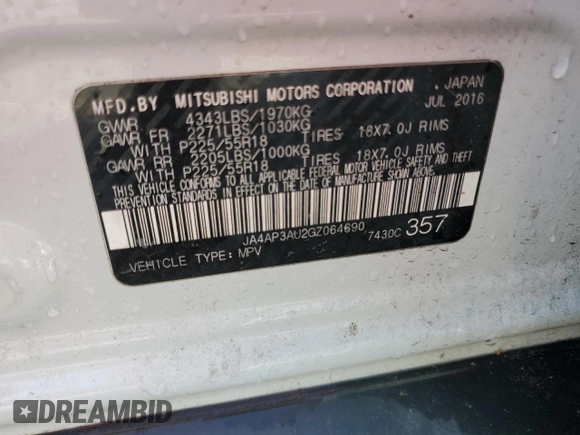 MFD.BY MITSUBISHI MOTORS CORPORATION . JAPAN
JUL 2016
GVWR 4343LBS/1970KG
GAWR FR 2271LBS/1030KG
WITH P225/55R18 TIRES 18X7.0J RIMS
GAWR RR 2205LBS/1000KG
WITH P225/55R18 TIRES 18X7.0J RIMS
THIS VEHICLE CONFORMS TO ALL APPLICABLE FEDERAL MOTOR VEHICLE
SAFETY, BUMPER, AND THEFT PREVENTION STANDARDS IN EFFECT ON
THE DATE OF MANUFACTURE SHOWN ABOVE.
JA4AP3AU2GZ064690
7430C 357
VEHICLE TYPE: MPV
DREAMBID